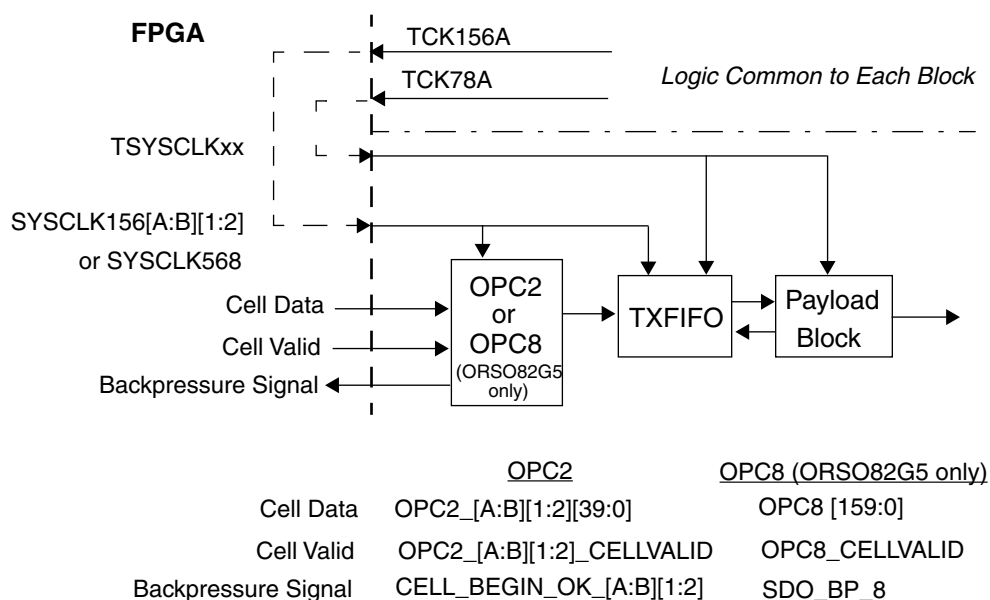 FPGA
TCK156A
TCK78A
Logic Common to Each Block
TSYSCLKxx
SYSCLK156[A:B][1:2]
or SYSCLK568
Cell Data
Cell Valid
Backpressure Signal
OPC2
or
OPC8
(ORSO82G5
only)
TXFIFO
Payload
Block
OPC2 OPC8 (ORSO82G5 only)
Cell Data OPC2_[A:B][1:2][39:0] OPC8 [159:0]
Cell Valid OPC2_[A:B][1:2]_CELLVALID OPC8_CELLVALID
Backpressure Signal CELL_BEGIN_OK_[A:B][1:2] SDO_BP_8